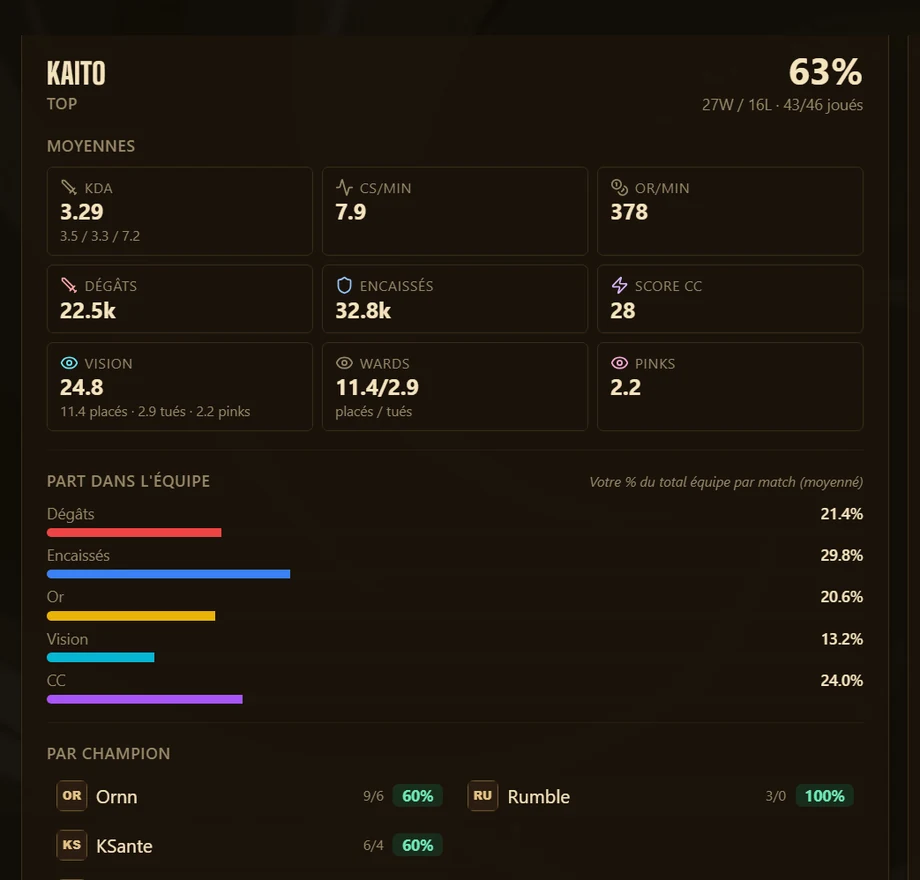 KAITO
63%
TOP
27W / 16L · 43/46 joués
MOYENNES
KDA
3.29
3.5 / 3.3 / 7.2
CS/MIN
7.9
OR/MIN
378
DÉGÂTS
22.5k
ENCAISSÉS
32.8k
SCORE CC
28
VISION
24.8
11.4 placés · 2.9 tués · 2.2 pinks
WARDS
11.4/2.9
placés / tués
PINKS
2.2
PART DANS L'ÉQUIPE
Votre % du total équipe par match (moyenné)
Dégâts 21.4%
Encaissés 29.8%
Or 20.6%
Vision 13.2%
CC 24.0%
PAR CHAMPION
OR Ornn 9/6 60%
RU Rumble 3/0 100%
KS KSante 6/4 60%